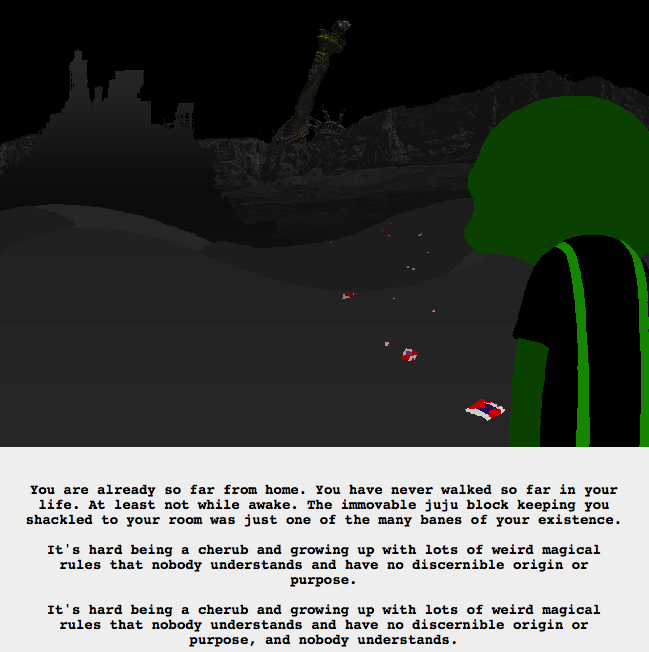 You are already so far from home. You have never walked so far in your
life. At least not while awake. The immovable juju block keeping you
shackled to your room was just one of the many banes of your existence.
It's hard being a cherub and growing up with lots of weird magical
rules that nobody understands and have no discernible origin or
purpose.
It's hard being a cherub and growing up with lots of weird magical
rules that nobody understands and have no discernible origin or
purpose, and nobody understands.